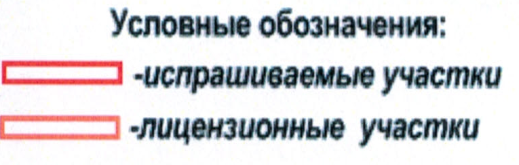 Условные обозначения:
-испрашиваемые участки
-лицензионные участки